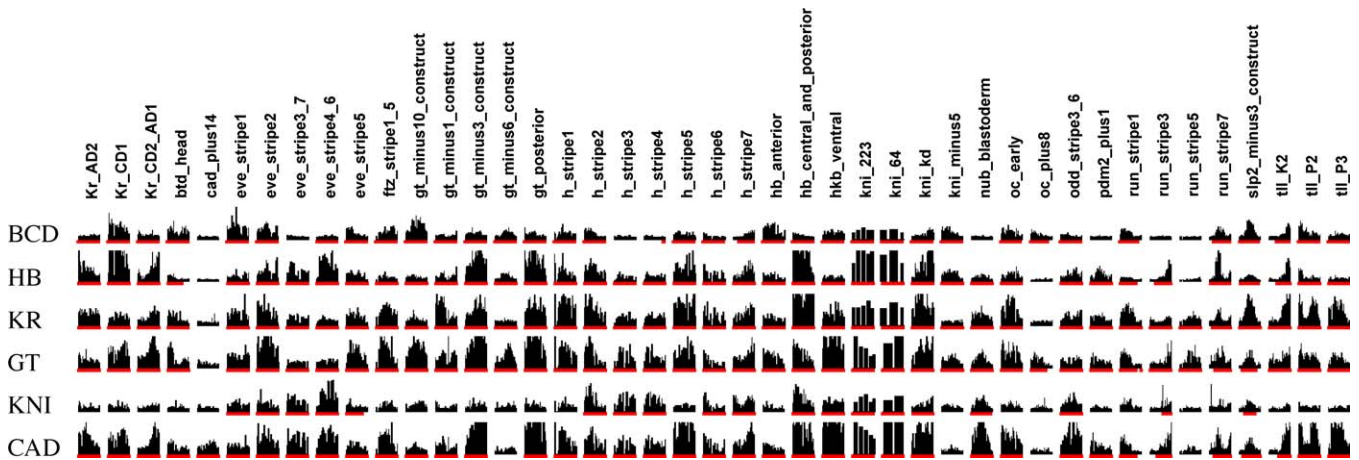 Kr_AD2
Kr_CD1
Kr_CD2_AD1
btd_head
cad_plus14
eve_stripe1
eve_stripe2
eve_stripe3_7
eve_stripe4_6
eve_stripe5
ftz_stripe1_5
gt_minus10_construct
gt_minus1_construct
gt_minus3_construct
gt_minus6_construct
gt_posterior
h_stripe1
h_stripe2
h_stripe3
h_stripe4
h_stripe5
h_stripe6
h_stripe7
hb_anterior
hb_central_and_posterior
hkb_ventral
kni_223
kni_64
kni_kd
kni_minus5
nub_blastoderm
oc_early
oc_plus8
odd_stripe3_6
pdm2_plus1
run_stripe1
run_stripe3
run_stripe5
run_stripe7
slp2_minus3_construct
tll_K2
tll_P2
tll_P3
BCD
HB
KR
GT
KNI
CAD